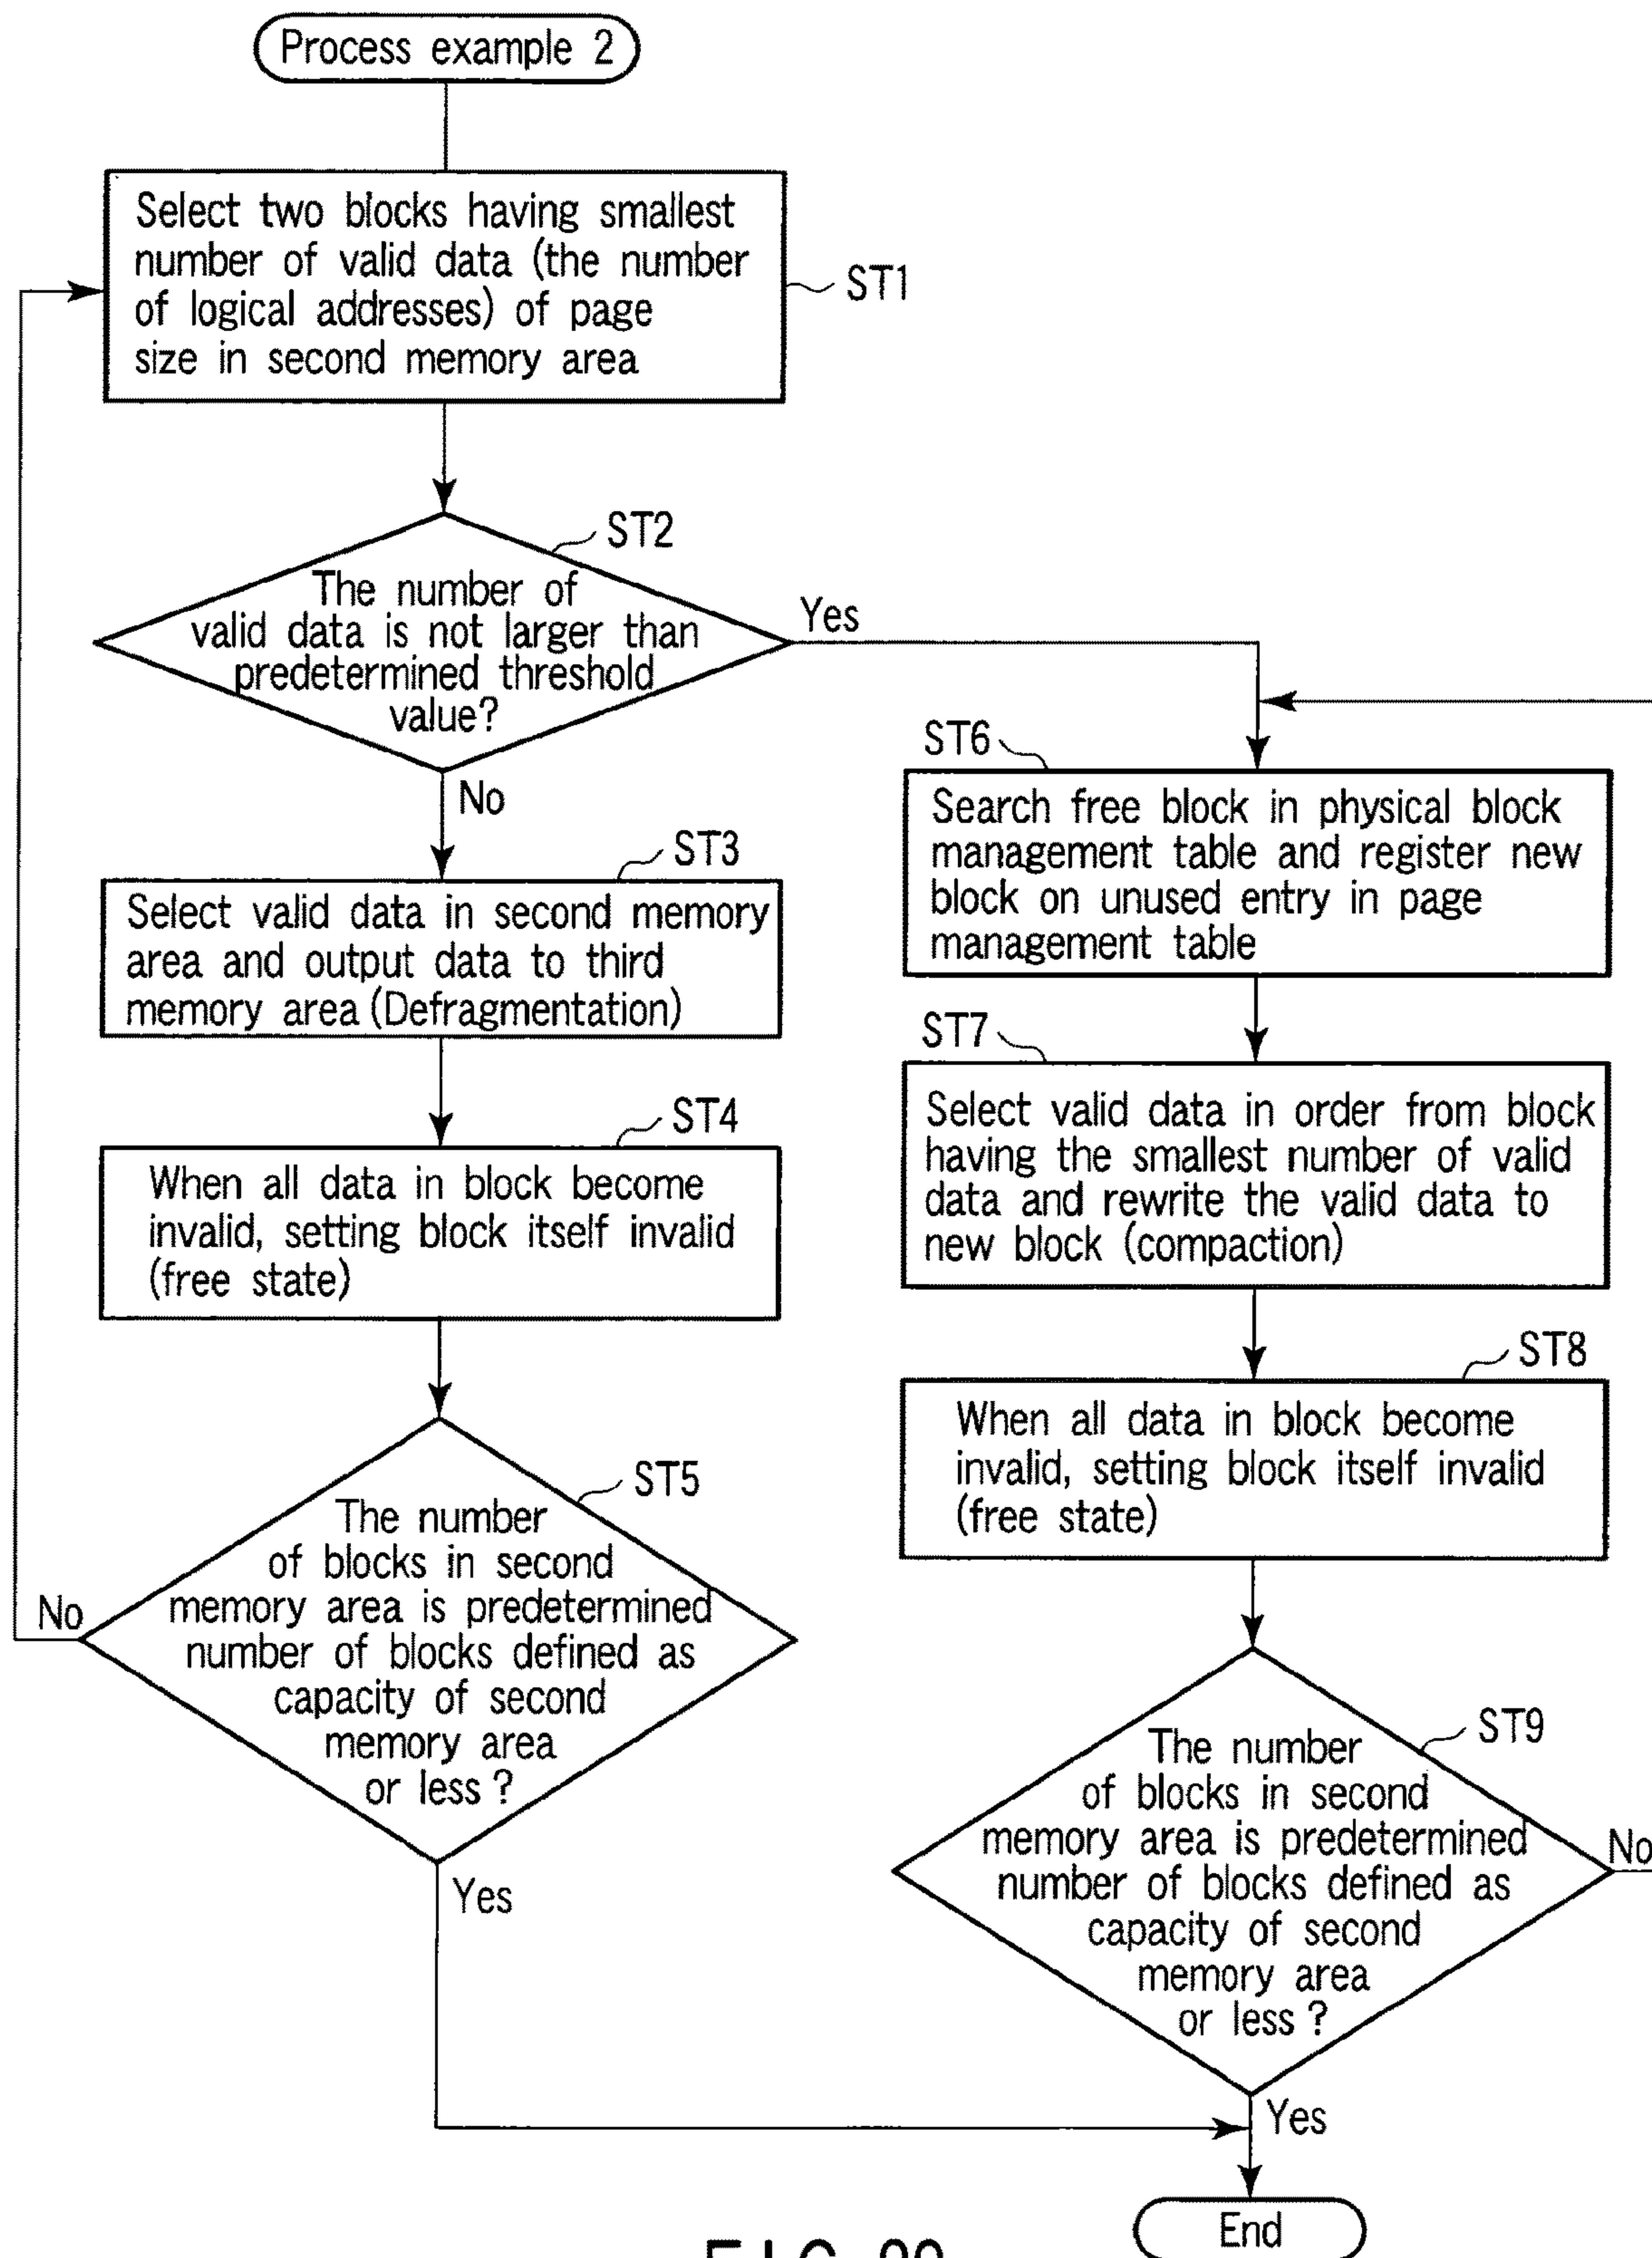 Process example 2
Select two blocks having smallest
number of valid data (the number
of logical addresses) of page
size in second memory area
ST1
ST2
The number of
valid data is not larger than
predetermined threshold
value?
Yes
No
ST3
Select valid data in second memory
area and output data to third
memory area (Defragmentation)
ST4
When all data in block become
invalid, setting block itself invalid
(free state)
ST5
The number
of blocks in second
memory area is predetermined
number of blocks defined as
capacity of second
memory area
or less ?
No
Yes
ST6
Search free block in physical block
management table and register new
block on unused entry in page
management table
ST7
Select valid data in order from block
having the smallest number of valid
data and rewrite the valid data to
new block (compaction)
ST8
When all data in block become
invalid, setting block itself invalid
(free state)
ST9
The number
of blocks in second
memory area is predetermined
number of blocks defined as
capacity of second
memory area
or less ?
No
Yes
End